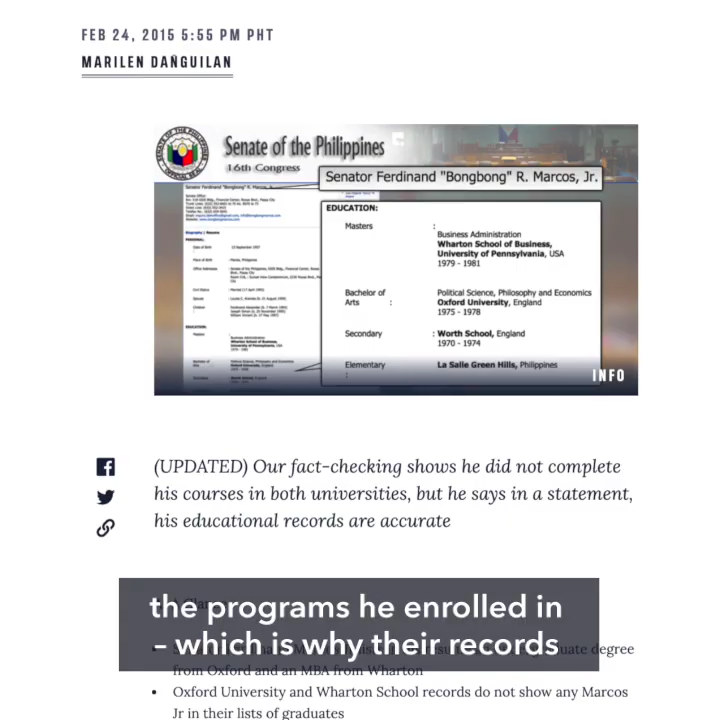 FEB 24, 2015 5:55 PM PHT
MARILEN DAÑGUILAN
Senate of the Philippines
16th Congress
Senator Ferdinand "Bongbong" R. Marcos, Jr.
EDUCATION:
Masters :
Business Administration
Wharton School of Business,
University of Pennsylvania, USA
1979 - 1981
Bachelor of
Arts :
Political Science, Philosophy and Economics
Oxford University, England
1975 - 1978
Secondary : Worth School, England
1970 - 1974
Elementary : La Salle Green Hills, Philippines
INFO
(UPDATED) Our fact-checking shows he did not complete
his courses in both universities, but he says in a statement,
his educational records are accurate
the programs he enrolled in
– which is why their records
degree
from Oxford and an MBA from Wharton
• Oxford University and Wharton School records do not show any Marcos
Jr in their lists of graduates